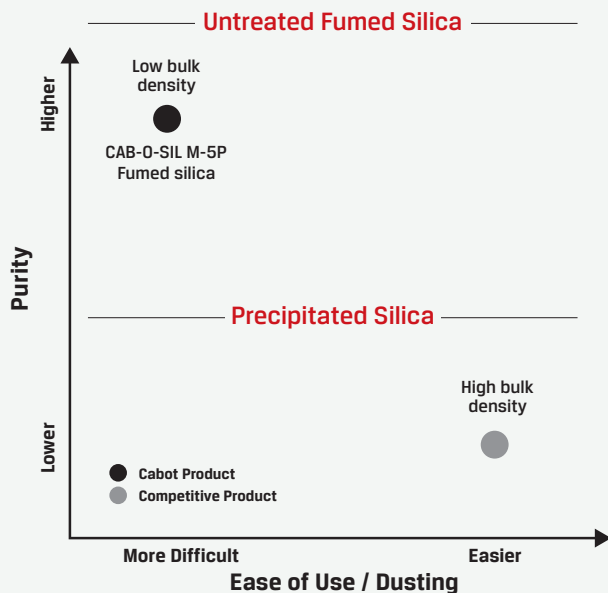 Untreated Fumed Silica
Higher
Low bulk
density
CAB-O-SIL M-5P
Fumed silica
Purity
Precipitated Silica
High bulk
density
Lower
Cabot Product
Competitive Product
More Difficult
Easier
Ease of Use / Dusting